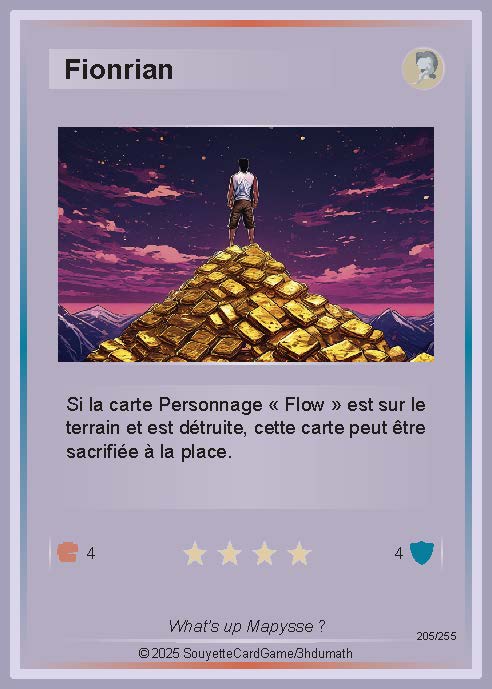 Fionrian
Si la carte Personnage « Flow » est sur le
terrain et est détruite, cette carte peut être
sacrifiée à la place.
4
4
What's up Mapysse ?
205/255
© 2025 SouyetteCardGame/3hdumath